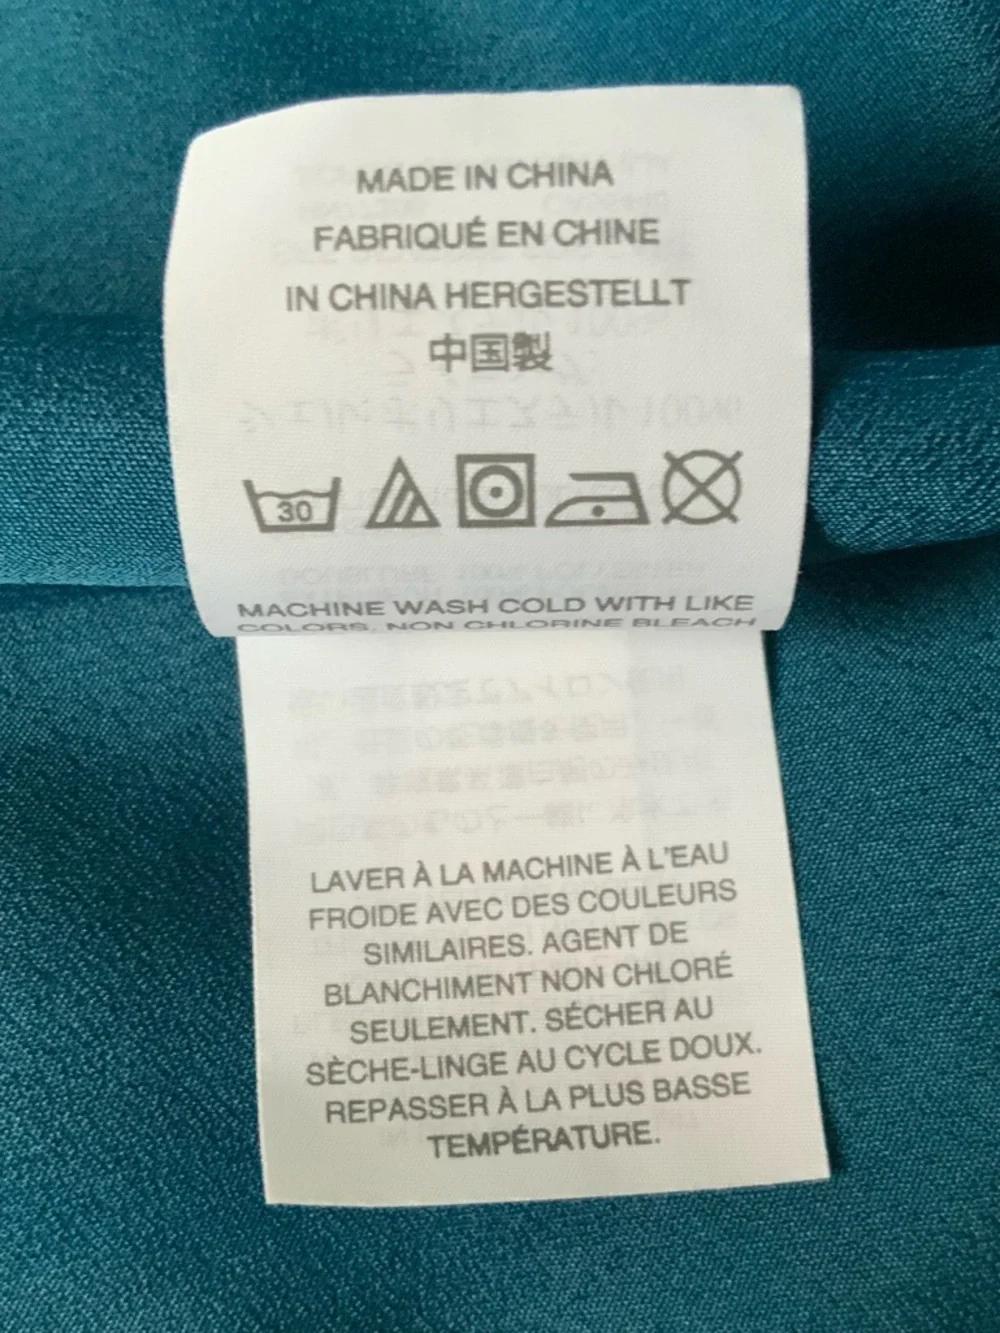 MADE IN CHINA
FABRIQUÉ EN CHINE
IN CHINA HERGESTELLT
中国製
30
MACHINE WASH COLD WITH LIKE
COLORS, NON CHLORINE BLEACH
LAVER À LA MACHINE À L'EAU
FROIDE AVEC DES COULEURS
SIMILAIRES. AGENT DE
BLANCHIMENT NON CHLORÉ
SEULEMENT. SÉCHER AU
SÈCHE-LINGE AU CYCLE DOUX.
REPASSER À LA PLUS BASSE
TEMPÉRATURE.